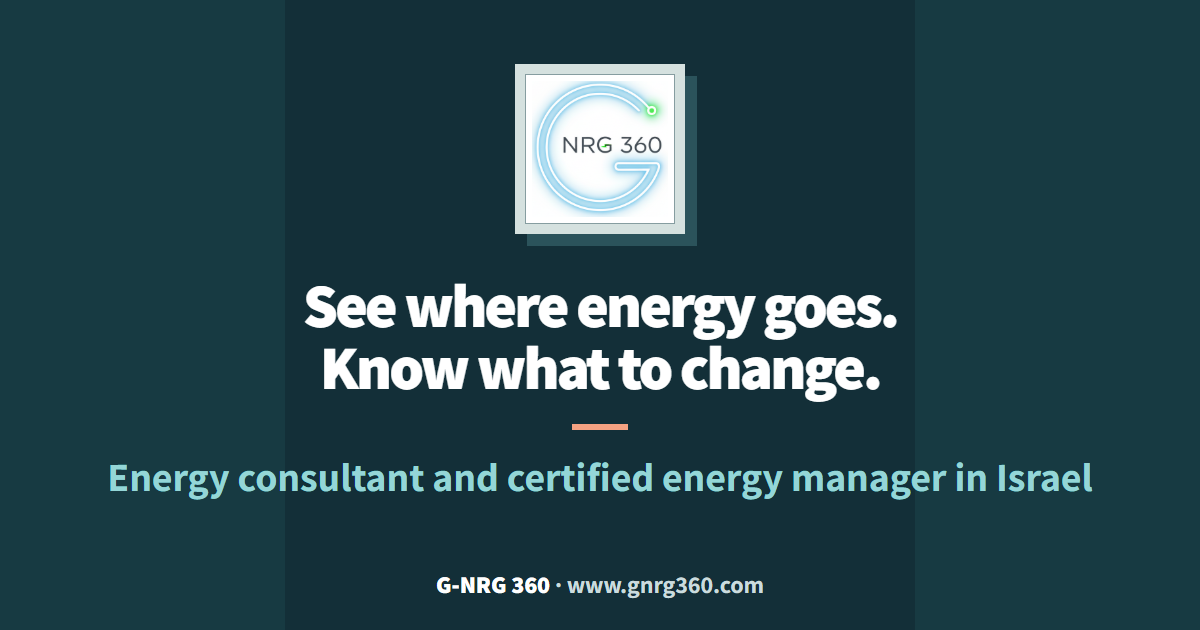 NRG 360
See where energy goes.
Know what to change.
Energy consultant and certified energy manager in Israel
G-NRG 360 · www.gnrg360.com